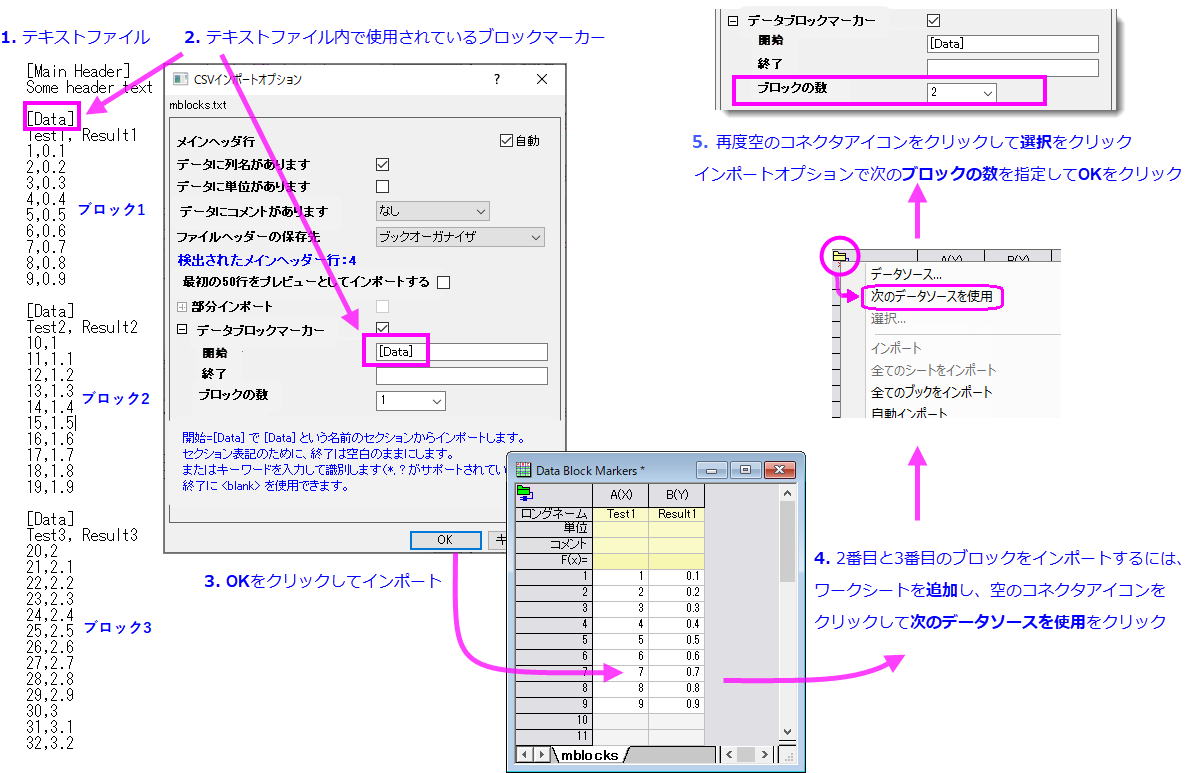 1. テキストファイル
2. テキストファイル内で使用されているブロックマーカー
[Main Header]
Some header text
[Data]
Test1, Result1
1,0.1
2,0.2
3,0.3
4,0.4
5,0.5
6,0.6
7,0.7
8,0.8
9,0.9
ブロック1
[Data]
Test2, Result2
10,1
11,1.1
12,1.2
13,1.3
14,1.4
15,1.5
16,1.6
17,1.7
18,1.8
19,1.9
ブロック2
[Data]
Test3, Result3
20,2
21,2.1
22,2.2
23,2.3
24,2.4
25,2.5
26,2.6
27,2.7
28,2.8
29,2.9
30,3
31,3.1
32,3.2
ブロック3
CSVインポートオプション ?
mblocks.txt
メインヘッダ行 自動
データに列名があります
データに単位があります
データにコメントがあります なし
ファイルヘッダーの保存先 ブックオーガナイザ
検出されたメインヘッダー行:4
最初の50行をプレビューとしてインポートする
部分インポート
データブロックマーカー
開始 [Data]
終了
ブロックの数 1
開始=[Data] で [Data] という名前のセクションからインポートします。
セクション表記のために、終了は空白のままにします。
またはキーワードを入力して識別します(*, ? がサポートされてい
終了に <blank> を使用できます。
OK キ
3. OKをクリックしてインポート
Data Block Markers *
A(X) B(Y)
ロングネーム Test1 Result1
単位
コメント
F(x)=
1 1 0.1
2 2 0.2
3 3 0.3
4 4 0.4
5 5 0.5
6 6 0.6
7 7 0.7
8 8 0.8
9 9 0.9
10
11
mblocks
4. 2番目と3番目のブロックをインポートするには、
ワークシートを追加し、空のコネクタアイコンを
クリックして次のデータソースを使用をクリック
A(X) B(Y)
データソース...
次のデータソースを使用
選択...
インポート
全てのシートをインポート
全てのブックをインポート
自動インポート
5. 再度空のコネクタアイコンをクリックして選択をクリック
インポートオプションで次のブロックの数を指定してOKをクリック
データブロックマーカー
開始 [Data]
終了
ブロックの数 2